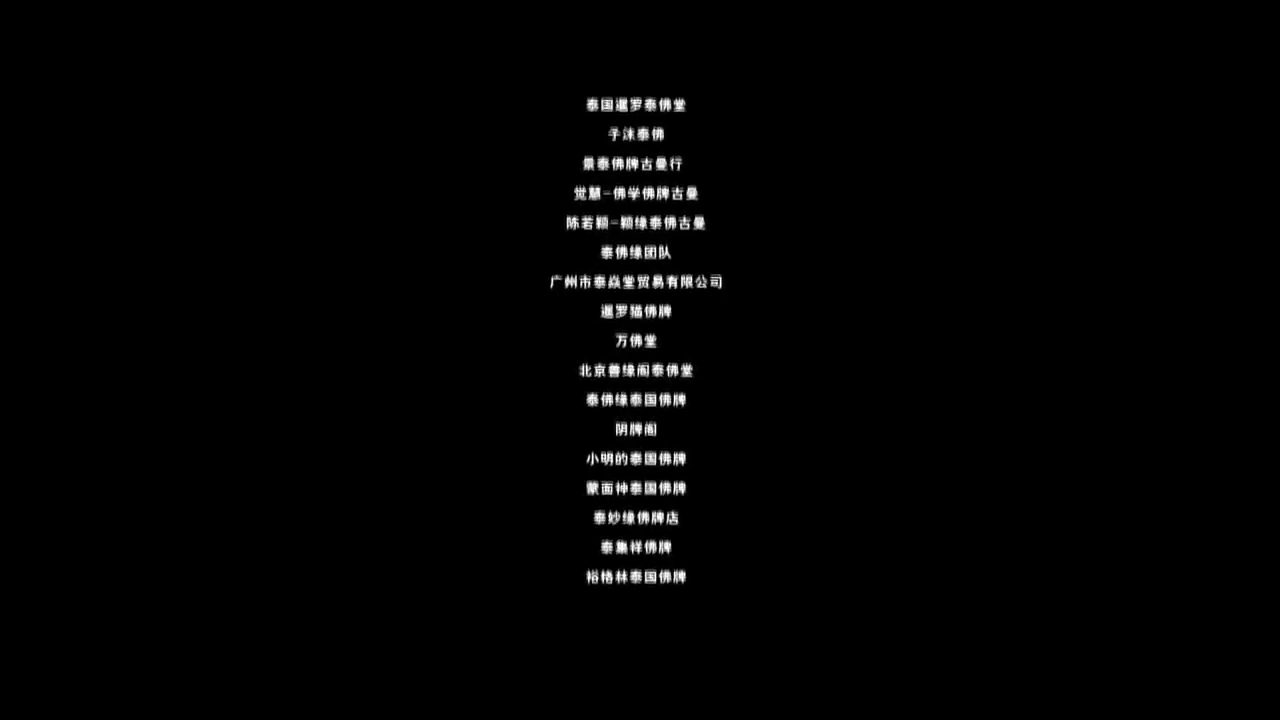 泰国暹罗泰佛堂
子沫泰佛
景泰佛牌古曼行
觉慧-佛学佛牌古曼
陈若颖-颖缘泰佛古曼
泰佛缘团队
广州市泰焱堂贸易有限公司
暹罗猫佛牌
万佛堂
北京善缘阁泰佛堂
泰佛缘泰国佛牌
阴牌阁
小明的泰国佛牌
蒙面神泰国佛牌
泰妙缘佛牌店
泰集祥佛牌
裕格林泰国佛牌